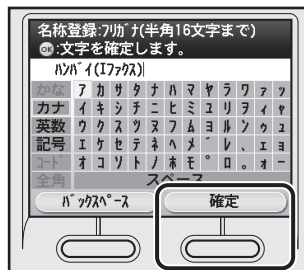 名称登録:ﾌﾘｶﾞﾅ(半角16文字まで)
OK:文字を確定します。
ﾊﾝﾊﾞｲ(Iﾌｧｸｽ)
かな ｱ ｶ ｻ ﾀ ﾅ ﾊ ﾏ ﾔ ﾗ ﾜ ｧ ｯ
カナ ｲ ｷ ｼ ﾁ ﾆ ﾋ ﾐ ﾕ ﾘ ｦ ｨ ｬ
英数 ｳ ｸ ｽ ﾂ ﾇ ﾌ ﾑ ﾖ ﾙ ﾝ ｩ ｭ
記号 ｴ ｹ ｾ ﾃ ﾈ ﾍ ﾒ ﾞ ﾚ 、 ｪ ｮ
ｺｰﾄﾞ ｵ ｺ ｿ ﾄ ﾉ ﾎ ﾓ ﾟ ﾛ 。 ｫ ｰ
全角 スペース
ﾊﾞｯｸｽﾍﾟｰｽ 確定